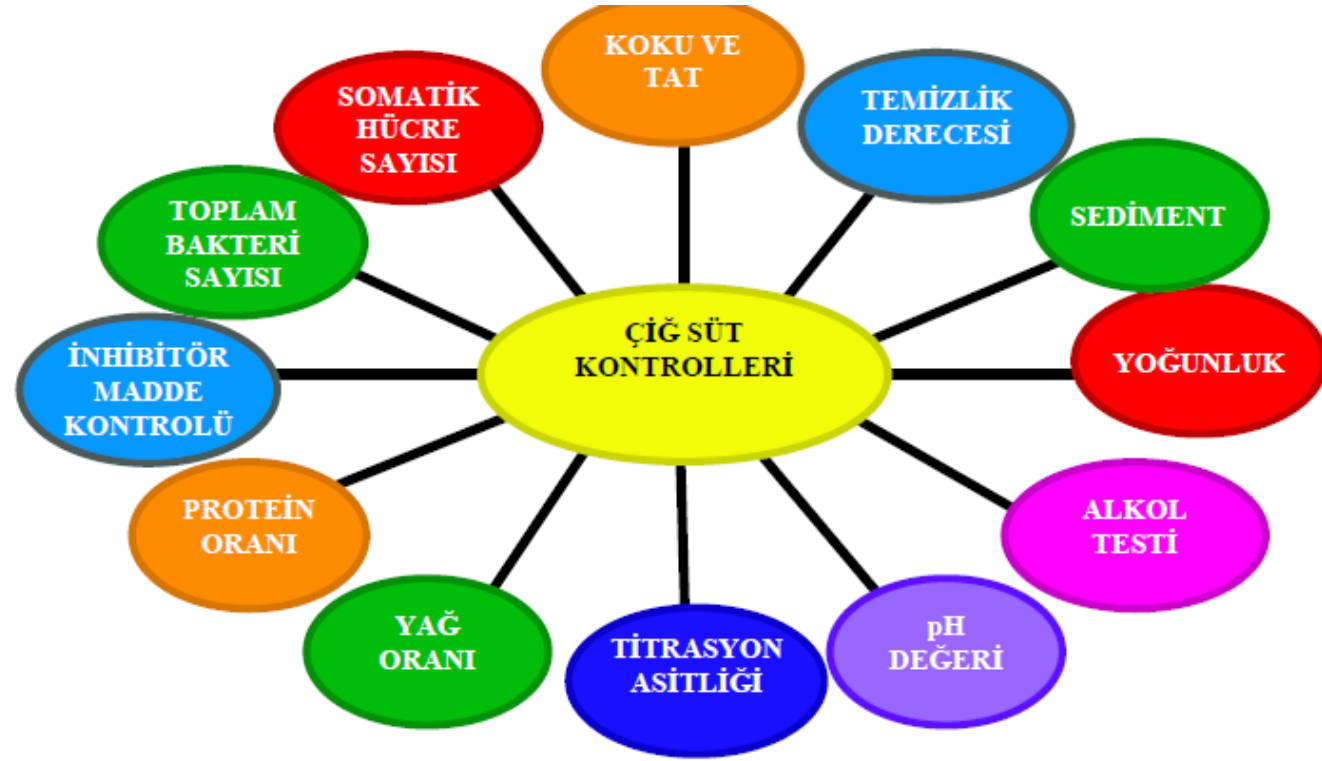 KOKU VE
TAT
TEMİZLİK
DERECESİ
SEDİMENT
YOĞUNLUK
ALKOL
TESTİ
pH
DEĞERİ
TİTRASYON
ASİTLİĞİ
YAĞ
ORANI
PROTEİN
ORANI
İNHİBİTÖR
MADDE
KONTROLÜ
TOPLAM
BAKTERİ
SAYISI
SOMATİK
HÜCRE
SAYISI
ÇİĞ SÜT
KONTROLLERİ